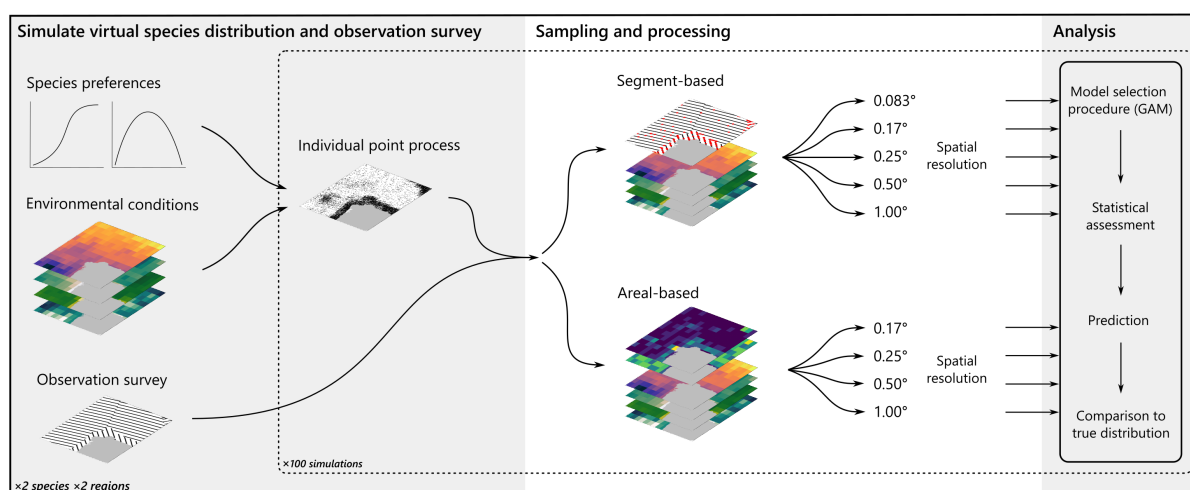 Simulate virtual species distribution and observation survey
Sampling and processing
Analysis
Species preferences
Environmental conditions
Observation survey
Individual point process
×100 simulations
×2 species ×2 regions
Segment-based
0.083°
0.17°
0.25°
0.50°
1.00°
Spatial
resolution
Areal-based
0.17°
0.25°
0.50°
1.00°
Spatial
resolution
Model selection
procedure (GAM)
Statistical
assessment
Prediction
Comparison to
true distribution